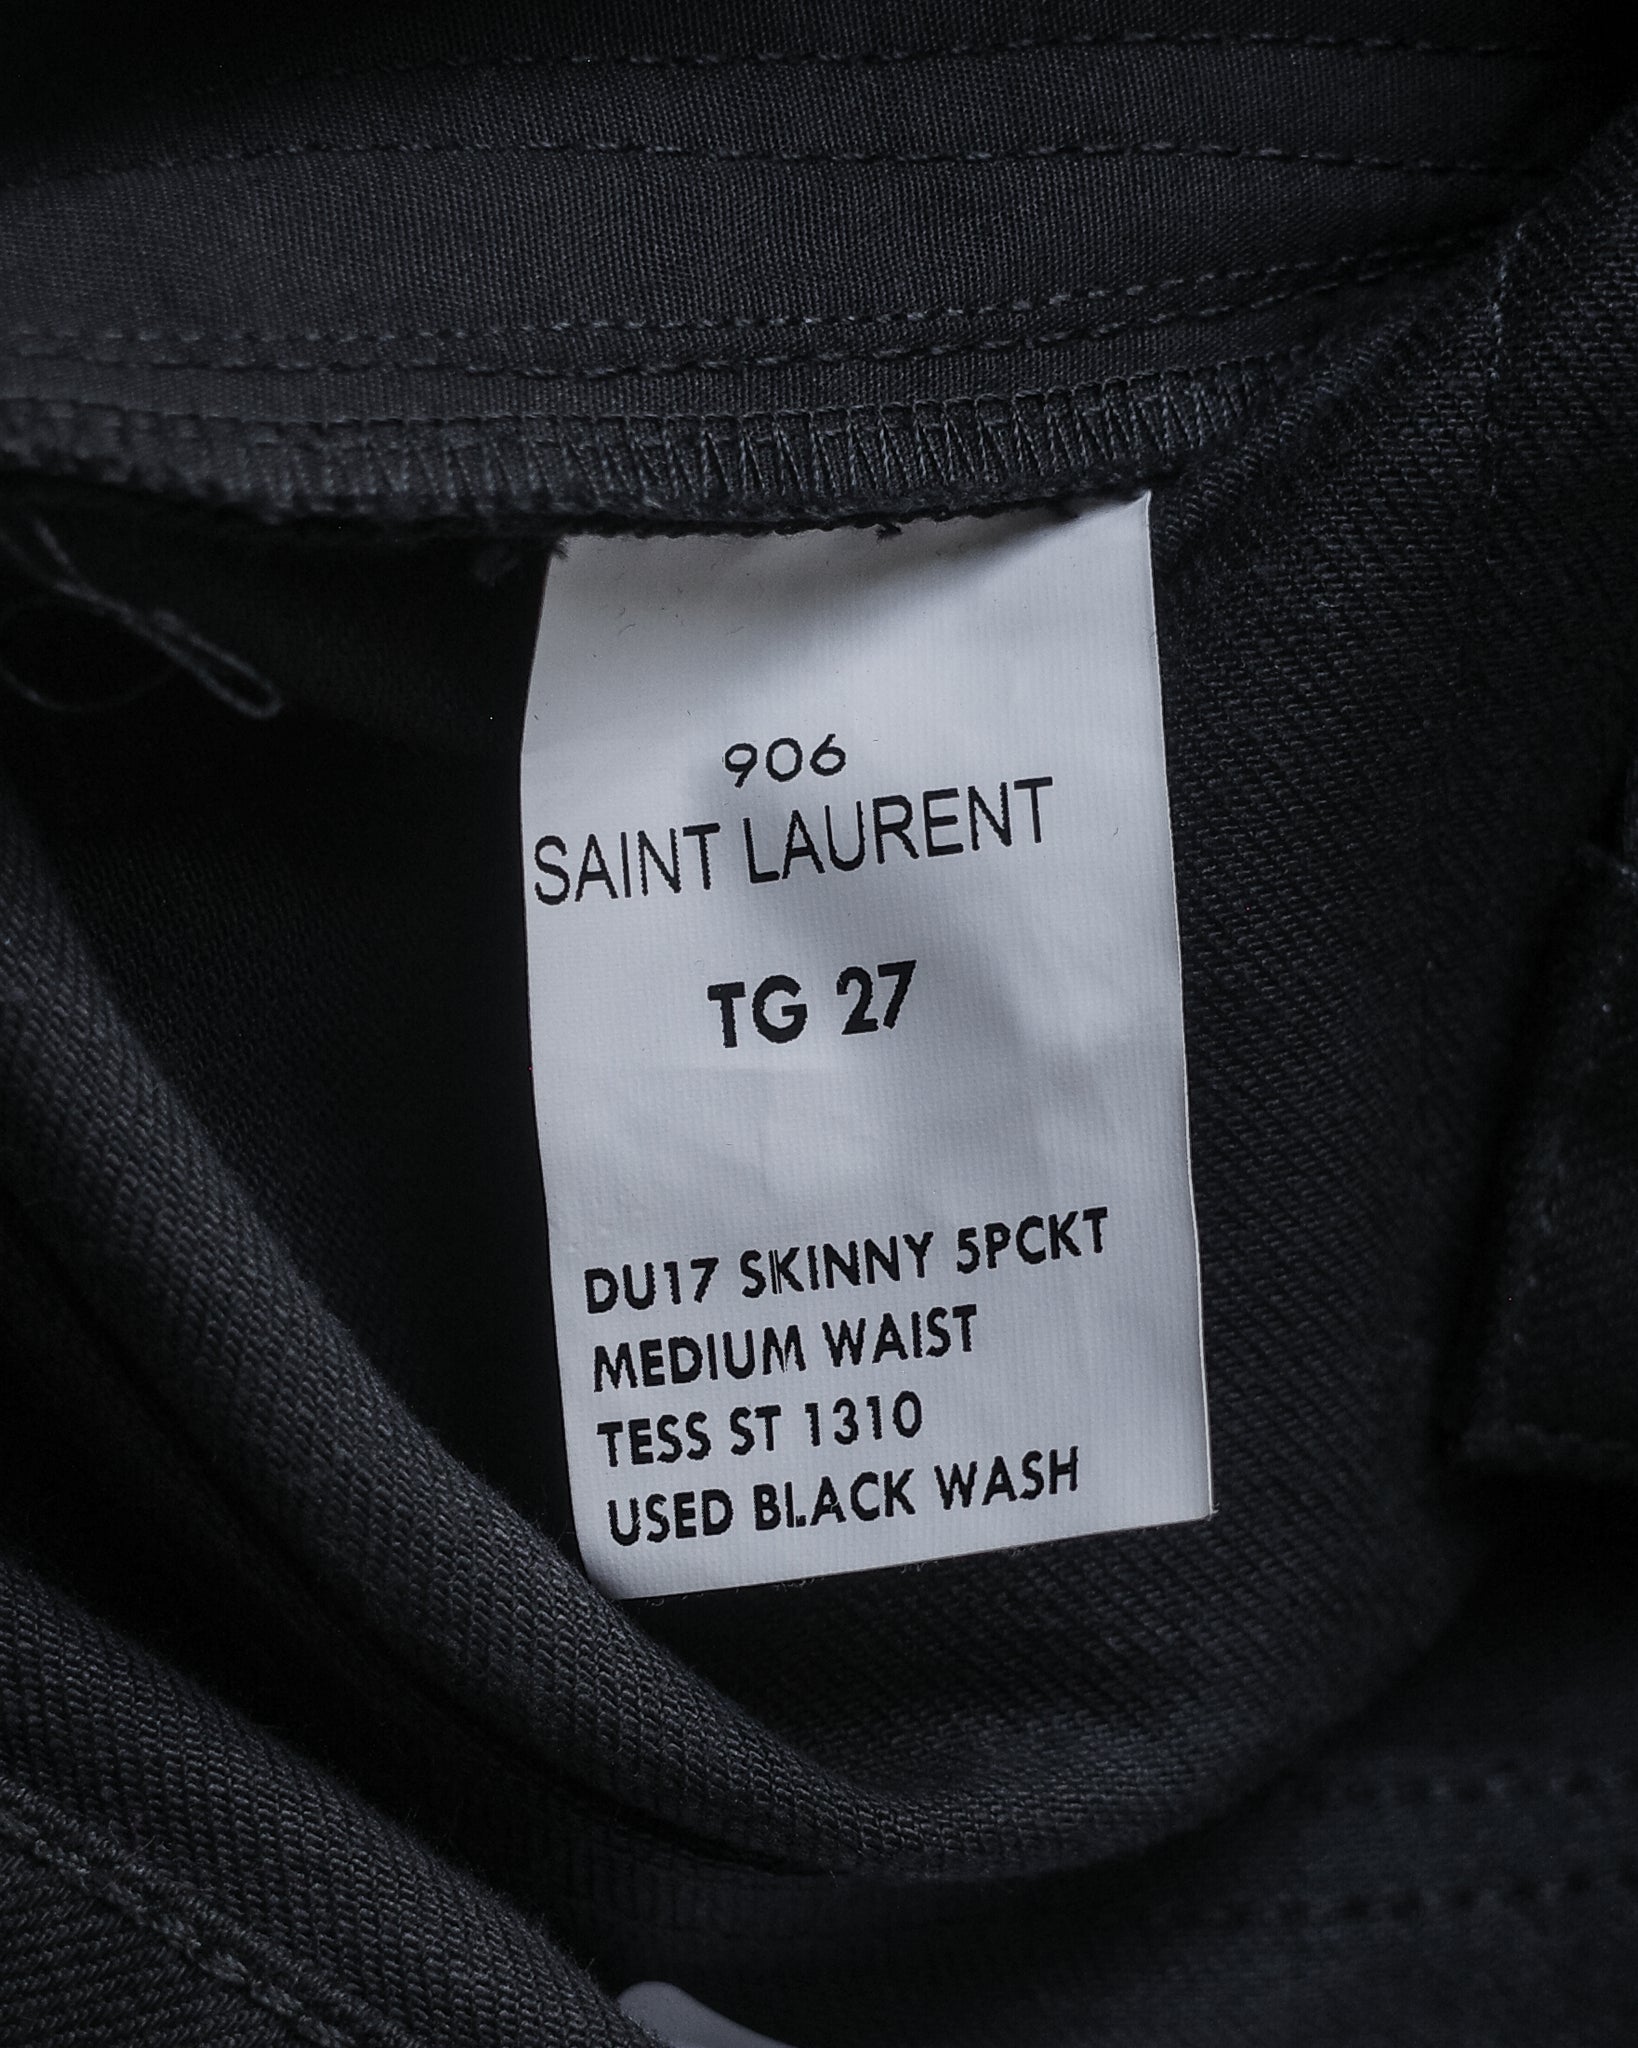 906
SAINT LAURENT
TG 27
DU17 SKINNY 5PCKT
MEDIUM WAIST
TESS ST 1310
USED BLACK WASH